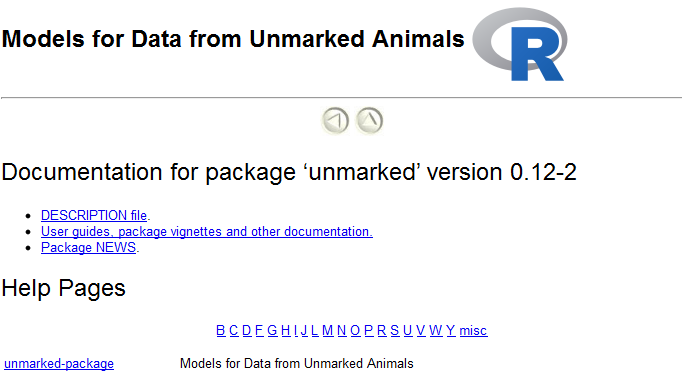 Models for Data from Unmarked Animals R
Documentation for package ‘unmarked’ version 0.12-2
DESCRIPTION file.
User guides, package vignettes and other documentation.
Package NEWS.
Help Pages
B C D F G H I J L M N O P R S U V W Y misc
unmarked-package Models for Data from Unmarked Animals